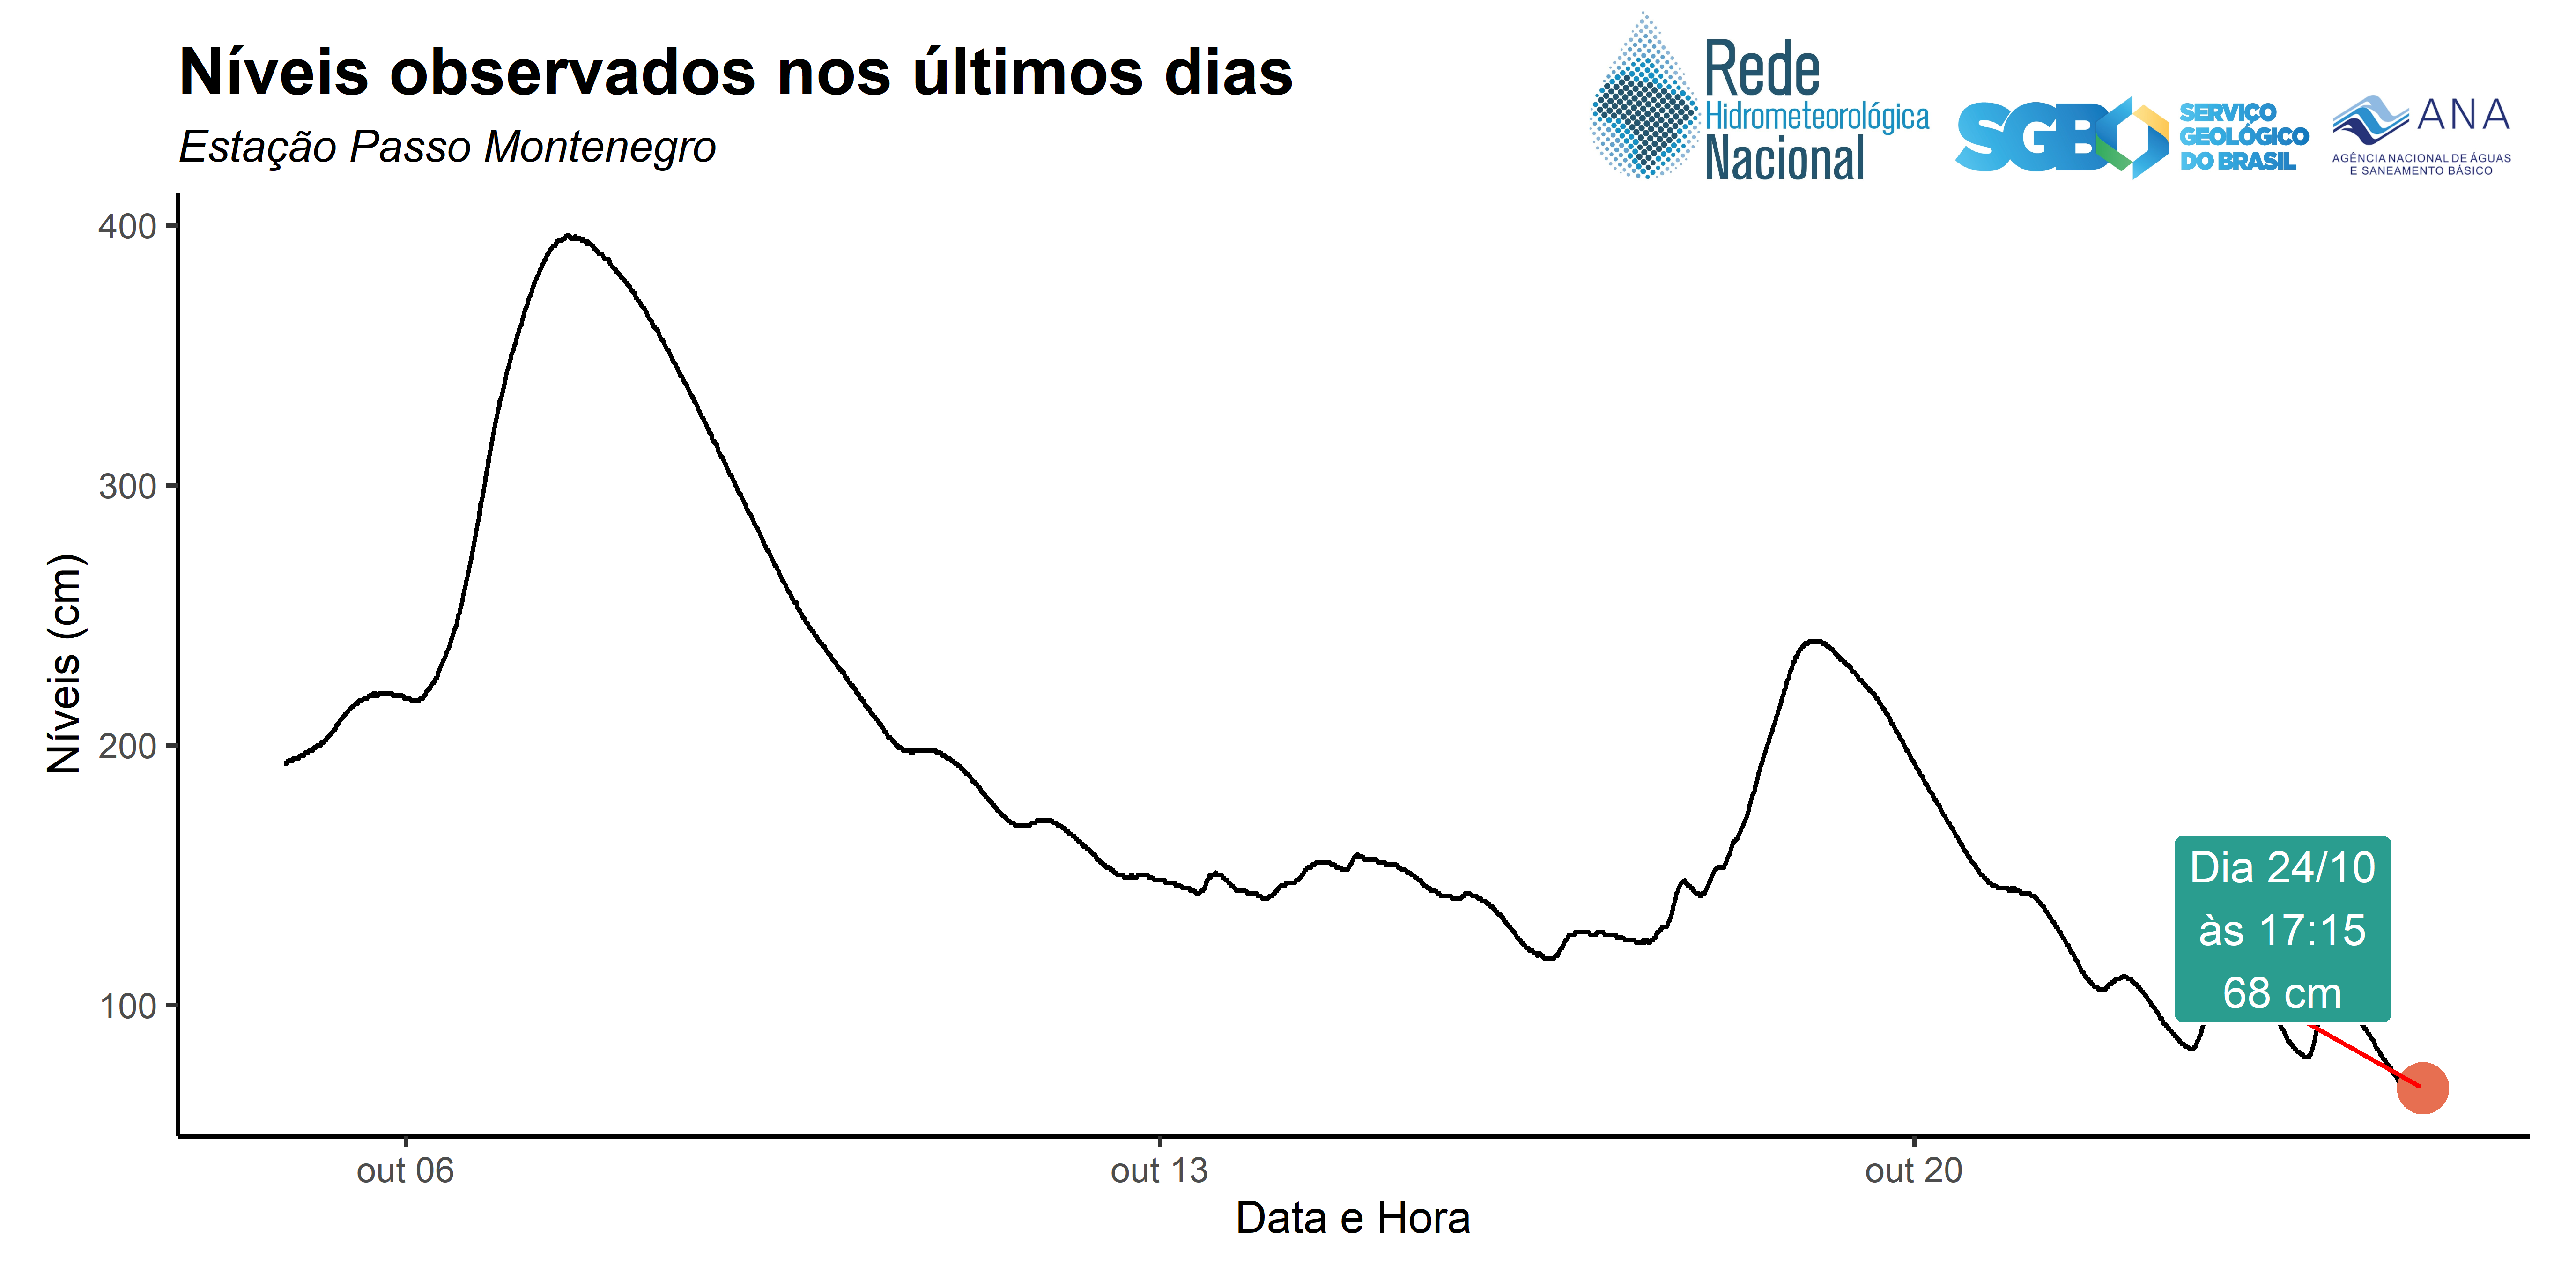 Níveis observados nos últimos dias
Estação Passo Montenegro
Rede
Hidrometeorológica
Nacional
SGB
SERVIÇO
GEOLÓGICO
DO BRASIL
ANA
AGÊNCIA NACIONAL DE ÁGUAS
E SANEAMENTO BÁSICO
Níveis (cm)
400
300
200
100
Dia 24/10
às 17:15
68 cm
out 06
out 13
out 20
Data e Hora